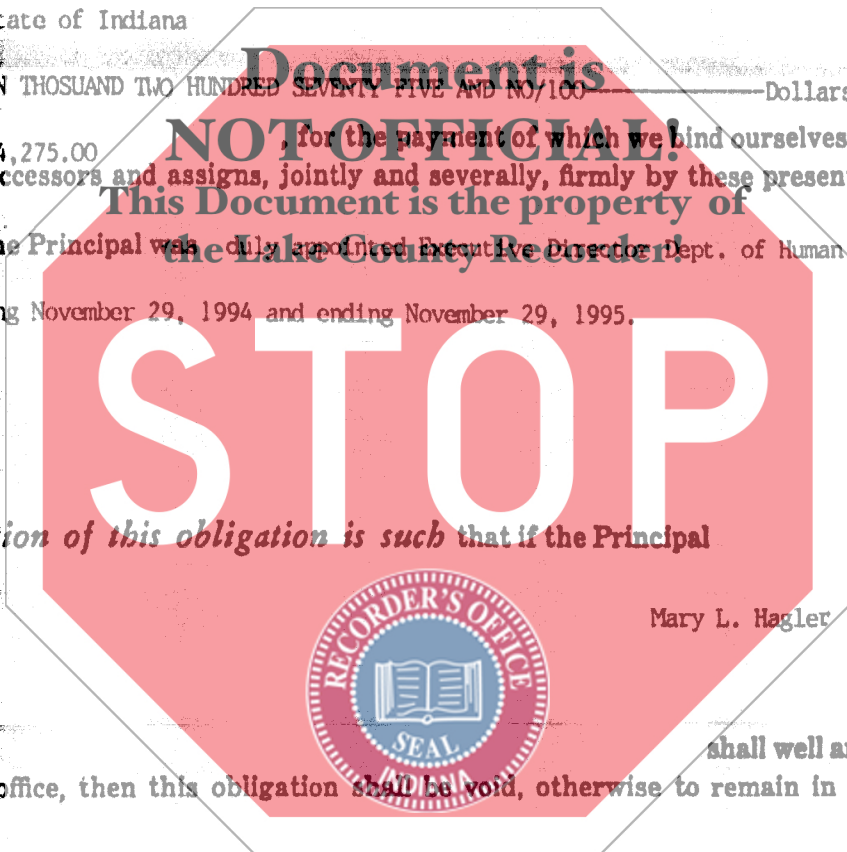 tate of Indiana
Document is
N THOSUAND TWO HUNDRED SEVENTY FIVE AND NO/100 Dollars
NOT OFFICIAL!
, for the payment of which we bind ourselves
4,275.00
ccessors and assigns, jointly and severally, firmly by these present
This Document is the property of
e Principal was duly appointed Executive Director Dept. of Human
the Lake County Recorder!
ng November 29, 1994 and ending November 29, 1995.
STOP
ion of this obligation is such that if the Principal
RECORDER'S OFFICE
Mary L. Hagler
SEAL
INDIANA
shall well a
office, then this obligation shall be void, otherwise to remain in